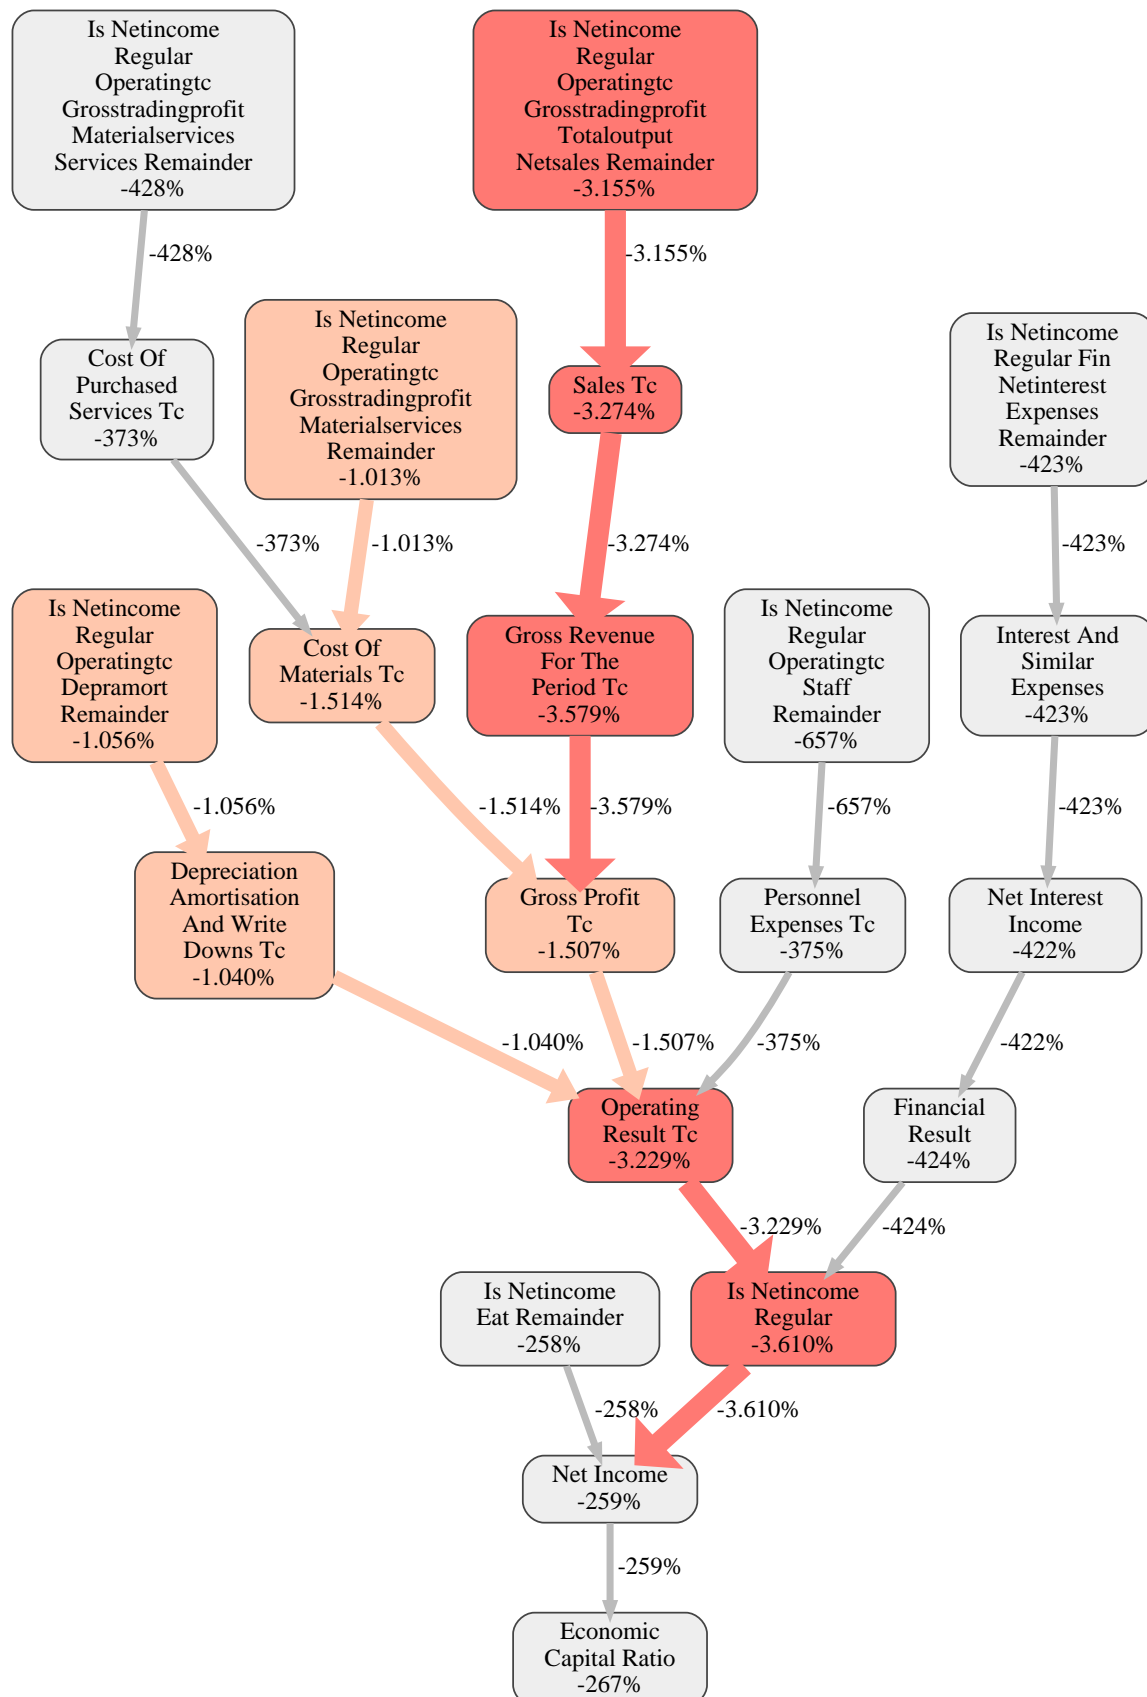 Is Netincome
Regular
Operatingtc
Grosstradingprofit
Materialservices
Services Remainder
-428%
Is Netincome
Regular
Operatingtc
Grosstradingprofit
Totaloutput
Netsales Remainder
-3.155%
-428%
-3.155%
Cost Of
Purchased
Services Tc
-373%
Is Netincome
Regular
Operatingtc
Grosstradingprofit
Materialservices
Remainder
-1.013%
Sales Tc
-3.274%
Is Netincome
Regular Fin
Netinterest
Expenses
Remainder
-423%
-373%
-1.013%
-3.274%
-423%
Is Netincome
Regular
Operatingtc
Depramort
Remainder
-1.056%
Cost Of
Materials Tc
-1.514%
Gross Revenue
For The
Period Tc
-3.579%
Is Netincome
Regular
Operatingtc
Staff
Remainder
-657%
Interest And
Similar
Expenses
-423%
-1.056%
-1.514%
-3.579%
-657%
-423%
Depreciation
Amortisation
And Write
Downs Tc
-1.040%
Gross Profit
Tc
-1.507%
Personnel
Expenses Tc
-375%
Net Interest
Income
-422%
-1.040%
-1.507%
-375%
-422%
Operating
Result Tc
-3.229%
Financial
Result
-424%
-3.229%
-424%
Is Netincome
Eat Remainder
-258%
Is Netincome
Regular
-3.610%
-258%
-3.610%
Net Income
-259%
-259%
Economic
Capital Ratio
-267%